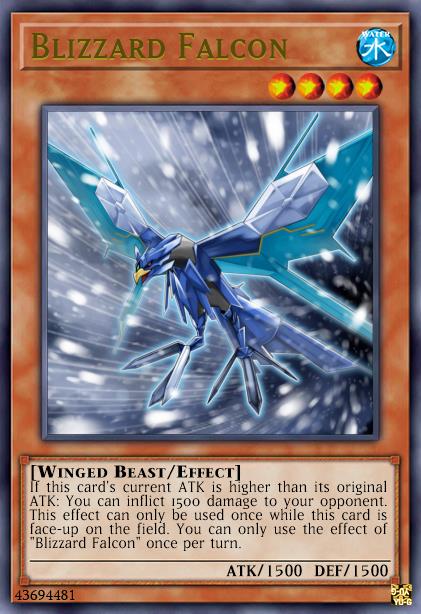 Blizzard Falcon
WATER
水
[Winged Beast/Effect]
If this card's current ATK is higher than its original
ATK: You can inflict 1500 damage to your opponent.
This effect can only be used once while this card is
face-up on the field. You can only use the effect of
"Blizzard Falcon" once per turn.
ATK/1500 DEF/1500
43694481